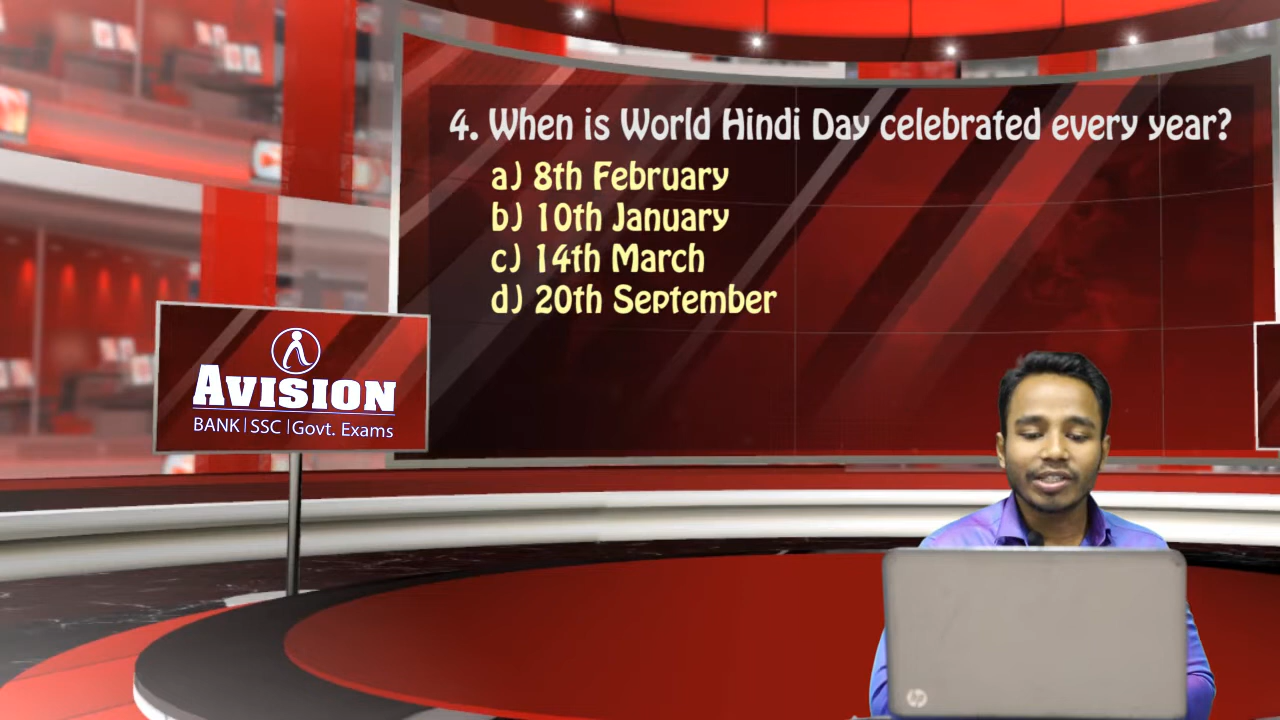 4. When is World Hindi Day celebrated every year?
a) 8th February
b) 10th January
c) 14th March
d) 20th September
AVISION
BANK|SSC|Govt. Exams
hp